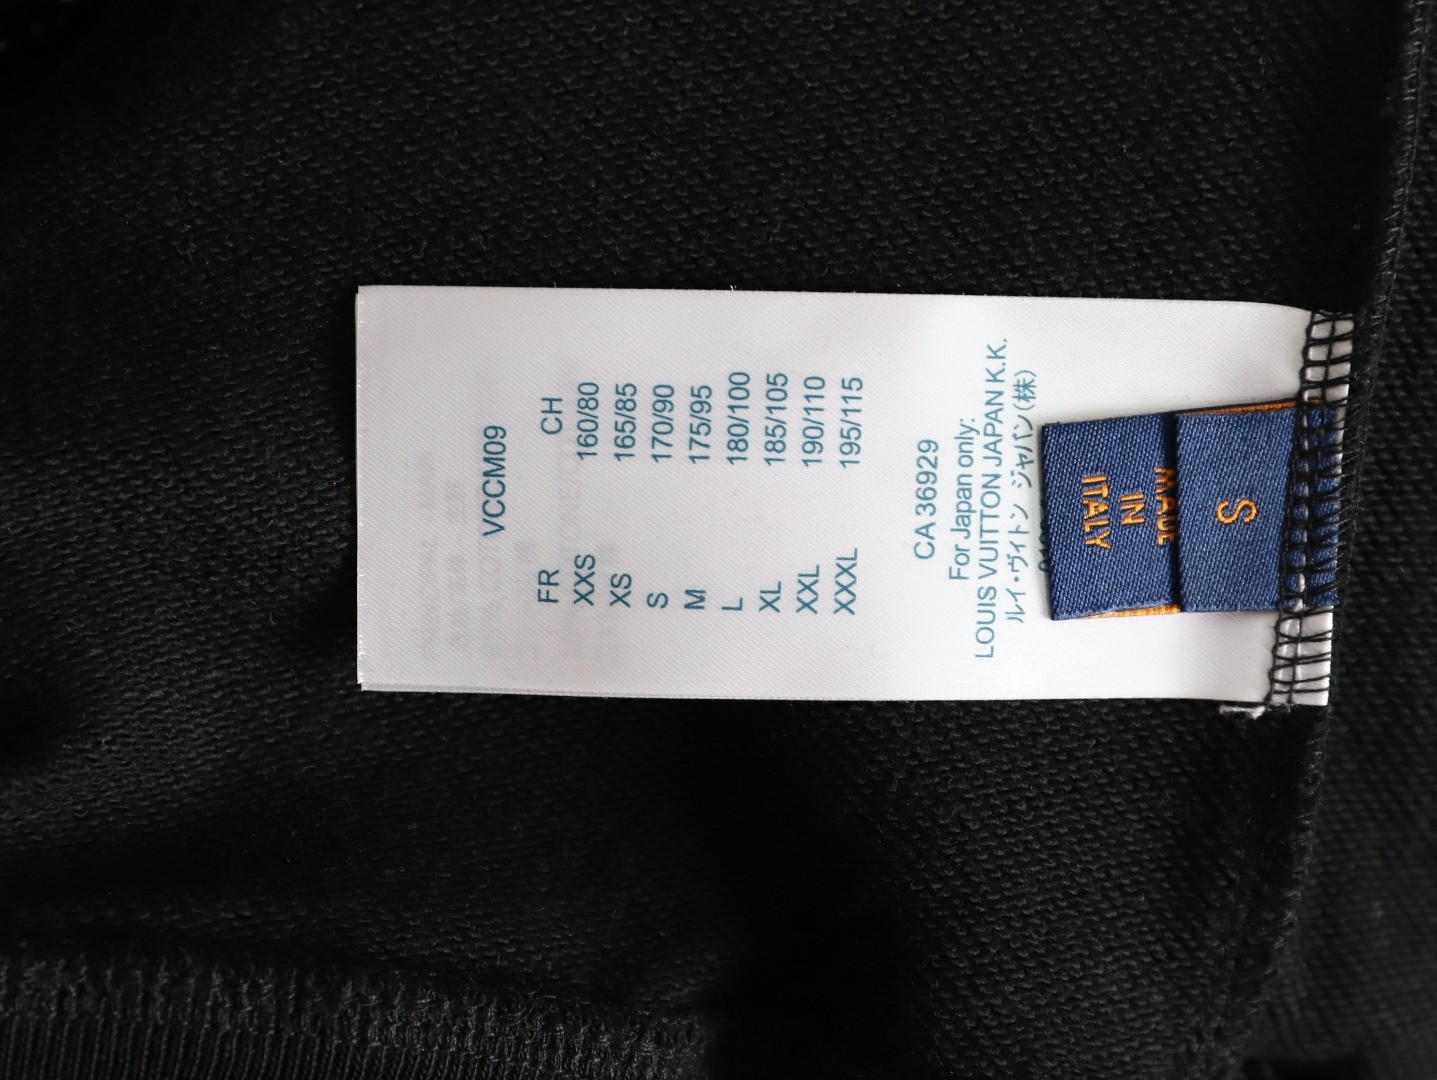 VCCM09
FR CH
XXS 160/80
XS 165/85
S 170/90
M 175/95
L 180/100
XL 185/105
XXL 190/110
XXXL 195/115
CA 36929
For Japan only:
LOUIS VUITTON JAPAN K.K.
ルイ・ヴィトン ジャパン(株)
S
MADE
IN
ITALY